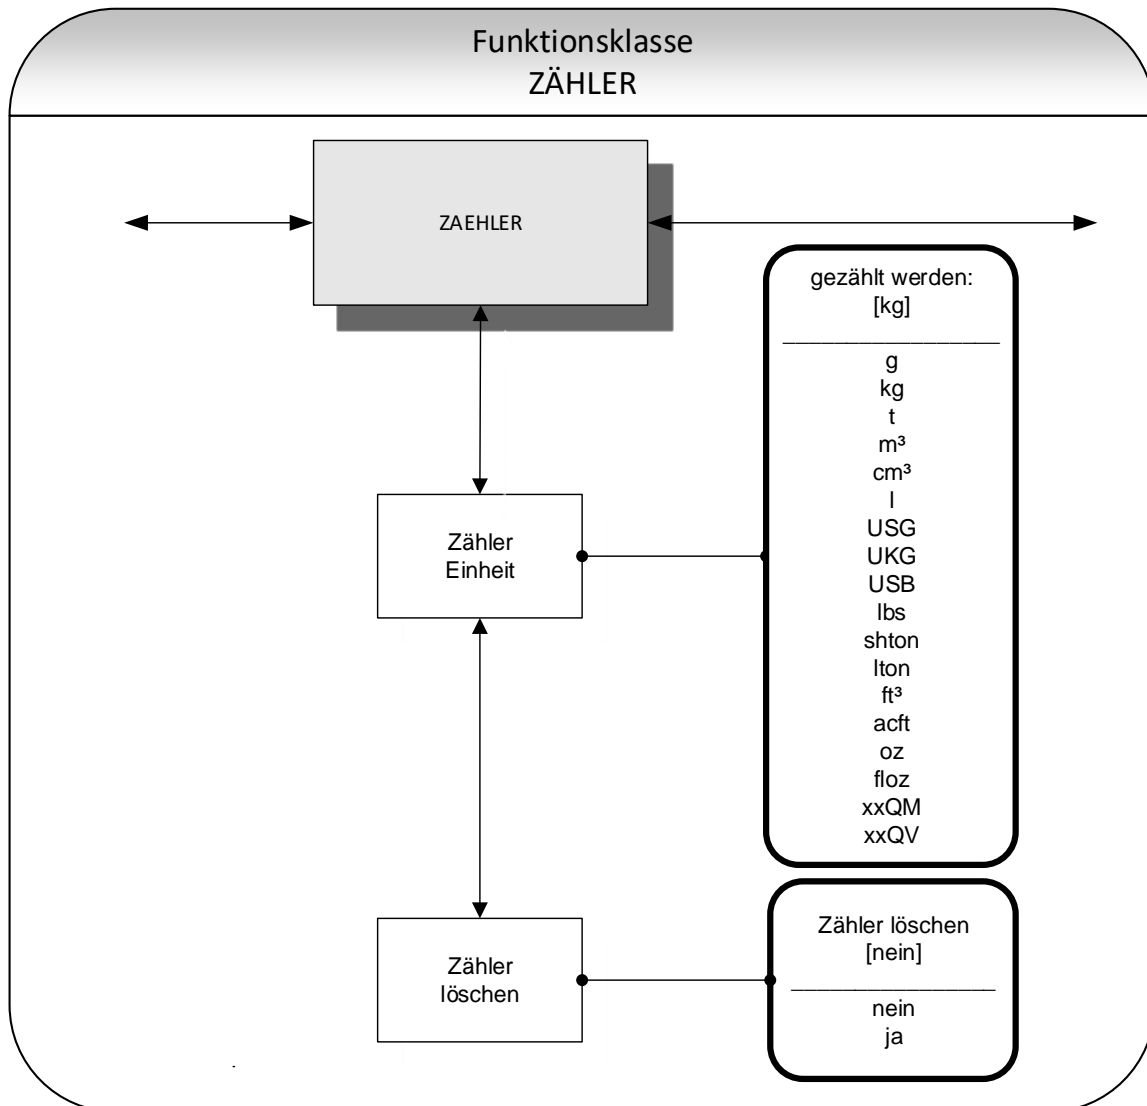 Funktionsklasse
ZÄHLER
ZAEHLER
gezählt werden:
[kg]
g
kg
t
m³
cm³
l
USG
UKG
USB
lbs
shton
lton
ft³
acft
oz
floz
xxQM
xxQV
Zähler
Einheit
Zähler
löschen
Zähler löschen
[nein]
nein
ja